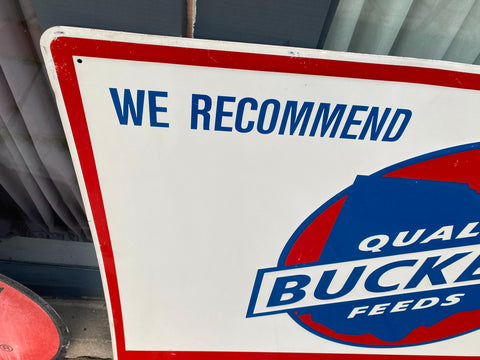 WE RECOMMEND
QUAL
BUCKE
FEEDS
®